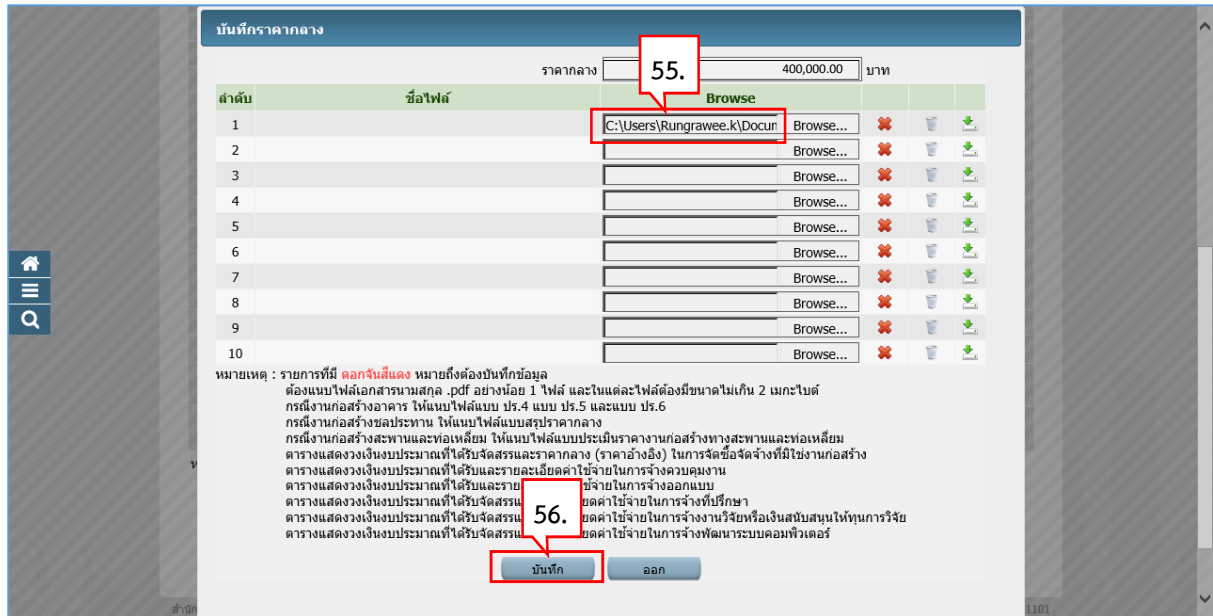 บันทึกราคากลาง
ราคากลาง 400,000.00 บาท
55.
ลำดับ ชื่อไฟล์ Browse
1 C:\Users\Rungrawee.k\Docun Browse...
2 Browse...
3 Browse...
4 Browse...
5 Browse...
6 Browse...
7 Browse...
8 Browse...
9 Browse...
10 Browse...
หมายเหตุ : รายการที่มี ดอกจันสีแดง หมายถึงต้องบันทึกข้อมูล
ต้องแนบไฟล์เอกสารนามสกุล .pdf อย่างน้อย 1 ไฟล์ และในแต่ละไฟล์ต้องมีขนาดไม่เกิน 2 เมกะไบต์
กรณีงานก่อสร้างอาคาร ให้แนบไฟล์แบบ ปร.4 แบบ ปร.5 และแบบ ปร.6
กรณีงานก่อสร้างชลประทาน ให้แนบไฟล์แบบสรุปราคากลาง
กรณีงานก่อสร้างสะพานและท่อเหลี่ยม ให้แนบไฟล์แบบประเมินราคางานก่อสร้างทางสะพานและท่อเหลี่ยม
ตารางแสดงวงเงินงบประมาณที่ได้รับจัดสรรและราคากลาง (ราคาอ้างอิง) ในการจัดซื้อจัดจ้างที่มิใช่งานก่อสร้าง
ตารางแสดงวงเงินงบประมาณที่ได้รับและรายละเอียดค่าใช้จ่ายในการจ้างควบคุมงาน
ตารางแสดงวงเงินงบประมาณที่ได้รับและราย ใช้จ่ายในการจ้างออกแบบ
ตารางแสดงวงเงินงบประมาณที่ได้รับจัดสรร ยดค่าใช้จ่ายในการจ้างที่ปรึกษา
ตารางแสดงวงเงินงบประมาณที่ได้รับจัดสรร ยดค่าใช้จ่ายในการจ้างงานวิจัยหรือเงินสนับสนุนให้ทุนการวิจัย
ตารางแสดงวงเงินงบประมาณที่ได้รับจัดสรร ยดค่าใช้จ่ายในการจ้างพัฒนาระบบคอมพิวเตอร์
56.
บันทึก ออก
สำนัก 1101